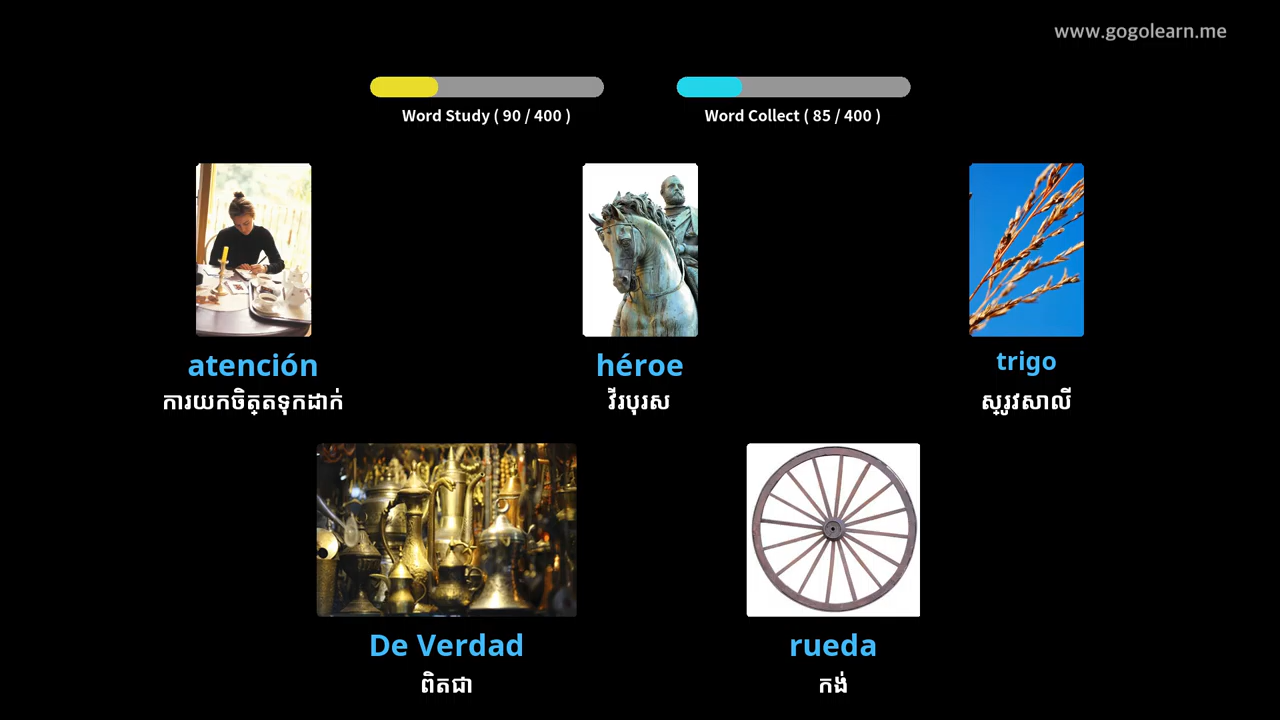 www.gogolearn.me
Word Study ( 90 / 400 )
Word Collect ( 85 / 400 )
atención
ការយកចិត្តទុកដាក់
héroe
វីរបុរស
trigo
ស្រូវសាលី
De Verdad
ពិតជា
rueda
កង់